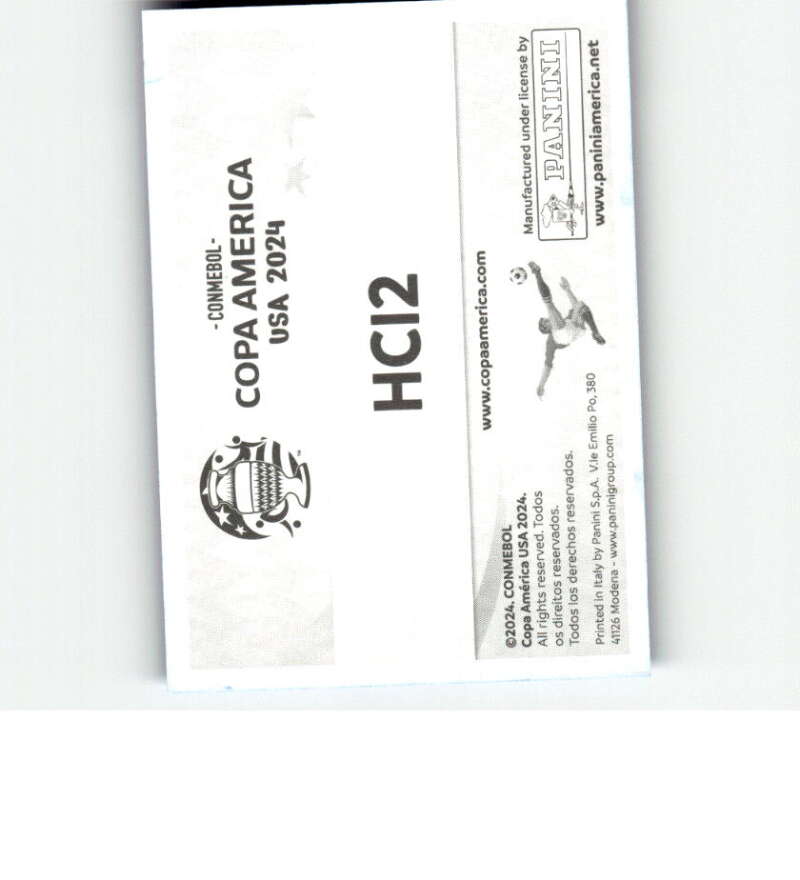 - CONMEBOL -
COPA AMERICA
USA 2024
™
HCI2
www.copaamerica.com
©2024. CONMEBOL
Copa América USA 2024.
All rights reserved. Todos
os direitos reservados.
Todos los derechos reservados.
Printed in Italy by Panini S.p.A. V.le Emilio Po, 380
41126 Modena - www.paninigroup.com
Manufactured under license by
PANINI
www.paniniamerica.net